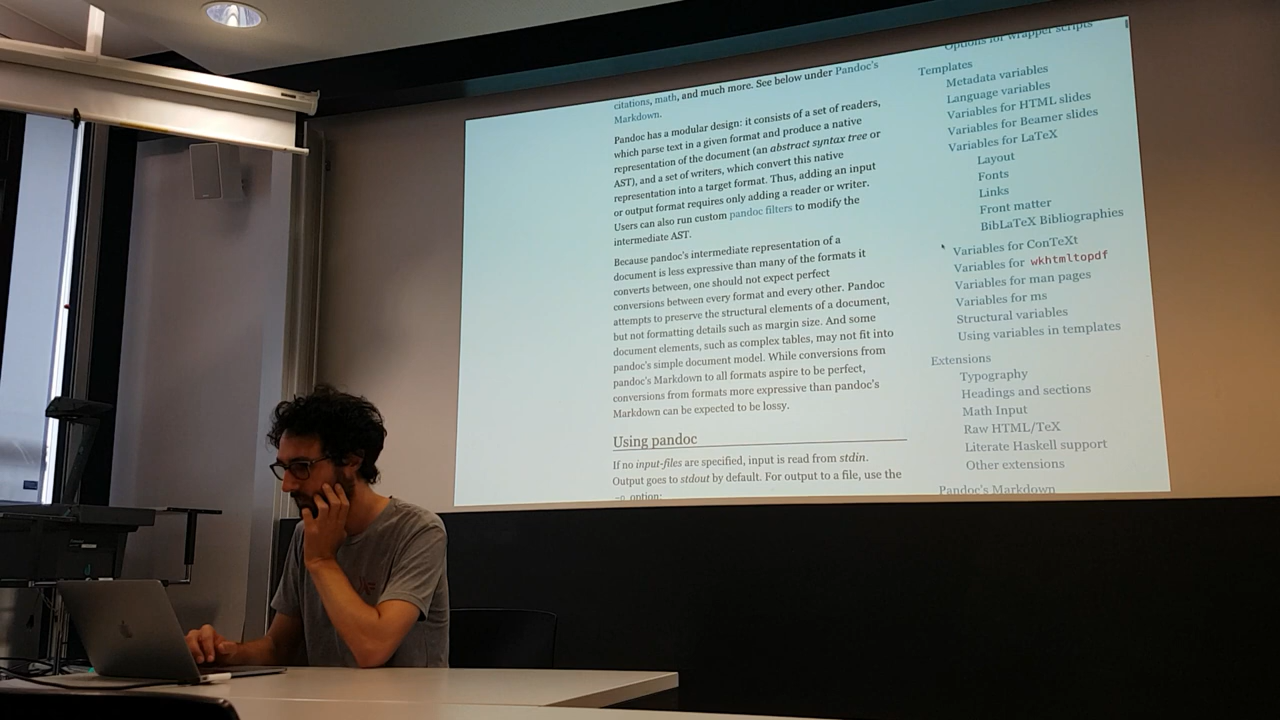 citations, math, and much more. See below under Pandoc's
Markdown.
Pandoc has a modular design: it consists of a set of readers,
which parse text in a given format and produce a native
representation of the document (an abstract syntax tree or
AST), and a set of writers, which convert this native
representation into a target format. Thus, adding an input
or output format requires only adding a reader or writer.
Users can also run custom pandoc filters to modify the
intermediate AST.
Because pandoc's intermediate representation of a
document is less expressive than many of the formats it
converts between, one should not expect perfect
conversions between every format and every other. Pandoc
attempts to preserve the structural elements of a document,
but not formatting details such as margin size. And some
document elements, such as complex tables, may not fit into
pandoc's simple document model. While conversions from
pandoc's Markdown to all formats aspire to be perfect,
conversions from formats more expressive than pandoc's
Markdown can be expected to be lossy.
Using pandoc
If no input-files are specified, input is read from stdin.
Output goes to stdout by default. For output to a file, use the
-o option:
Options for wrapper scripts
Templates
Metadata variables
Language variables
Variables for HTML slides
Variables for Beamer slides
Variables for LaTeX
Layout
Fonts
Links
Front matter
BibLaTeX Bibliographies
Variables for ConTeXt
Variables for wkhtmltopdf
Variables for man pages
Variables for ms
Structural variables
Using variables in templates
Extensions
Typography
Headings and sections
Math Input
Raw HTML/TeX
Literate Haskell support
Other extensions
Pandoc's Markdown